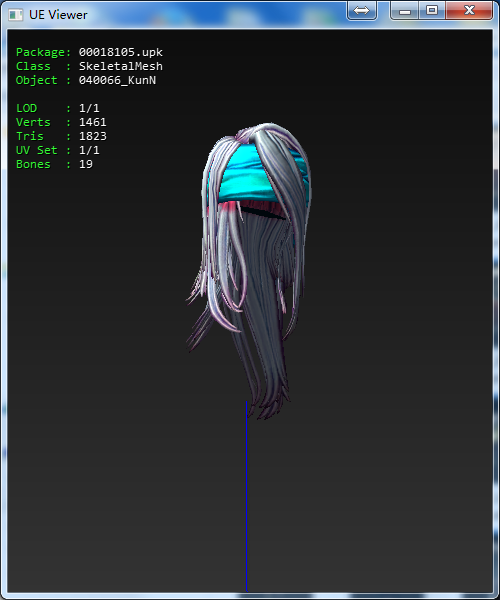 UE Viewer
Package: 00018105.upk
Class  : SkeletalMesh
Object : 040066_KunN
LOD    : 1/1
Verts  : 1461
Tris   : 1823
UV Set : 1/1
Bones  : 19